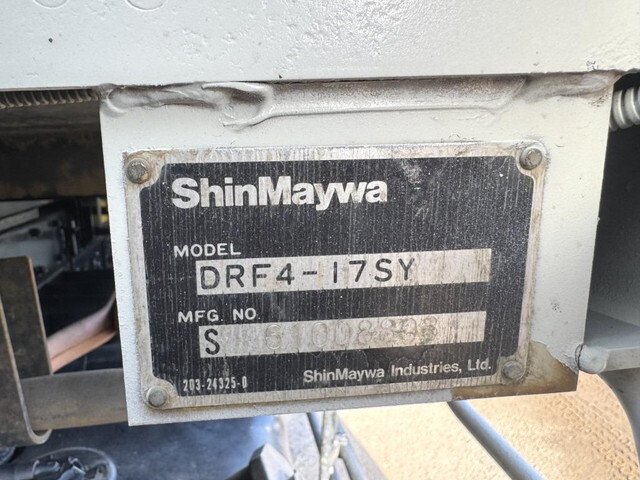 ShinMaywa
MODEL
DRF4-17SY
MFG. NO.
S
203-24325-0
ShinMaywa Industries, Ltd.